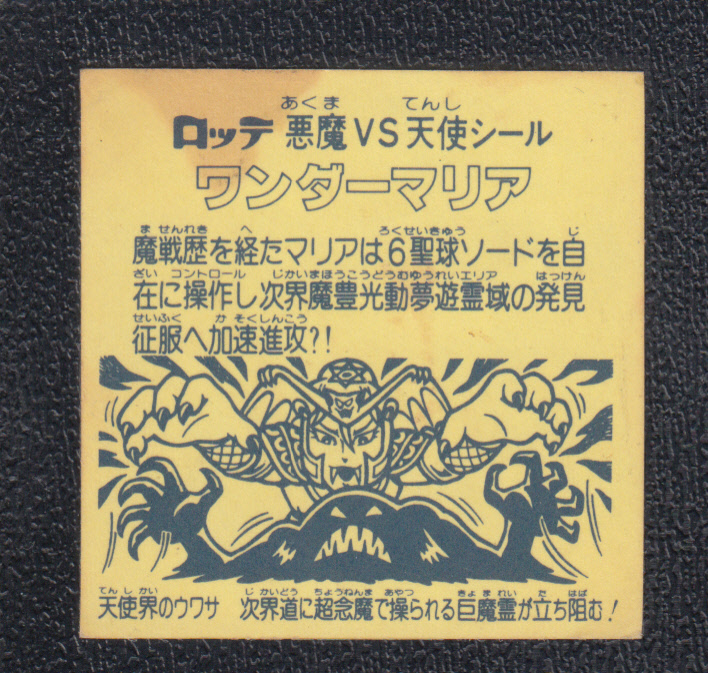 あくま てんし
ロッテ 悪魔VS天使シール
ワンダーマリア
ま せんれき へ ろくせいきゅう じ
魔戦歴を経たマリアは6聖球ソードを自
ざい コントロール じかいまほうこうどうむゆうれいエリア はっけん
在に操作し次界魔豊光動夢遊霊域の発見
せいふく か そくしんこう
征服へ加速進攻?!
てん し かい じ かいどう ちょうねんま あやつ きょ ま れい た はば
天使界のウワサ 次界道に超念魔で操られる巨魔霊が立ち阻む!